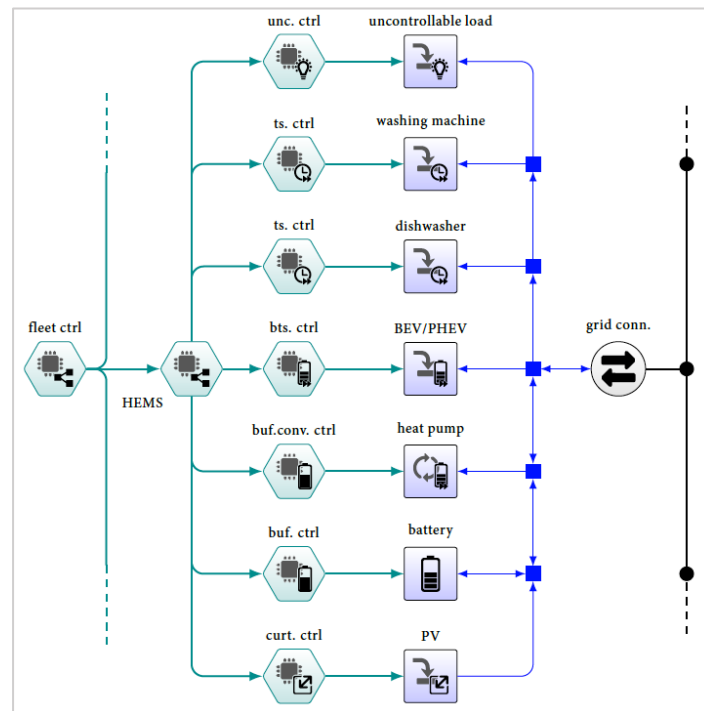 unc. ctrl
uncontrollable load
ts. ctrl
washing machine
ts. ctrl
dishwasher
fleet ctrl
bts. ctrl
BEV/PHEV
grid conn.
HEMS
buf.conv. ctrl
heat pump
buf. ctrl
battery
curt. ctrl
PV